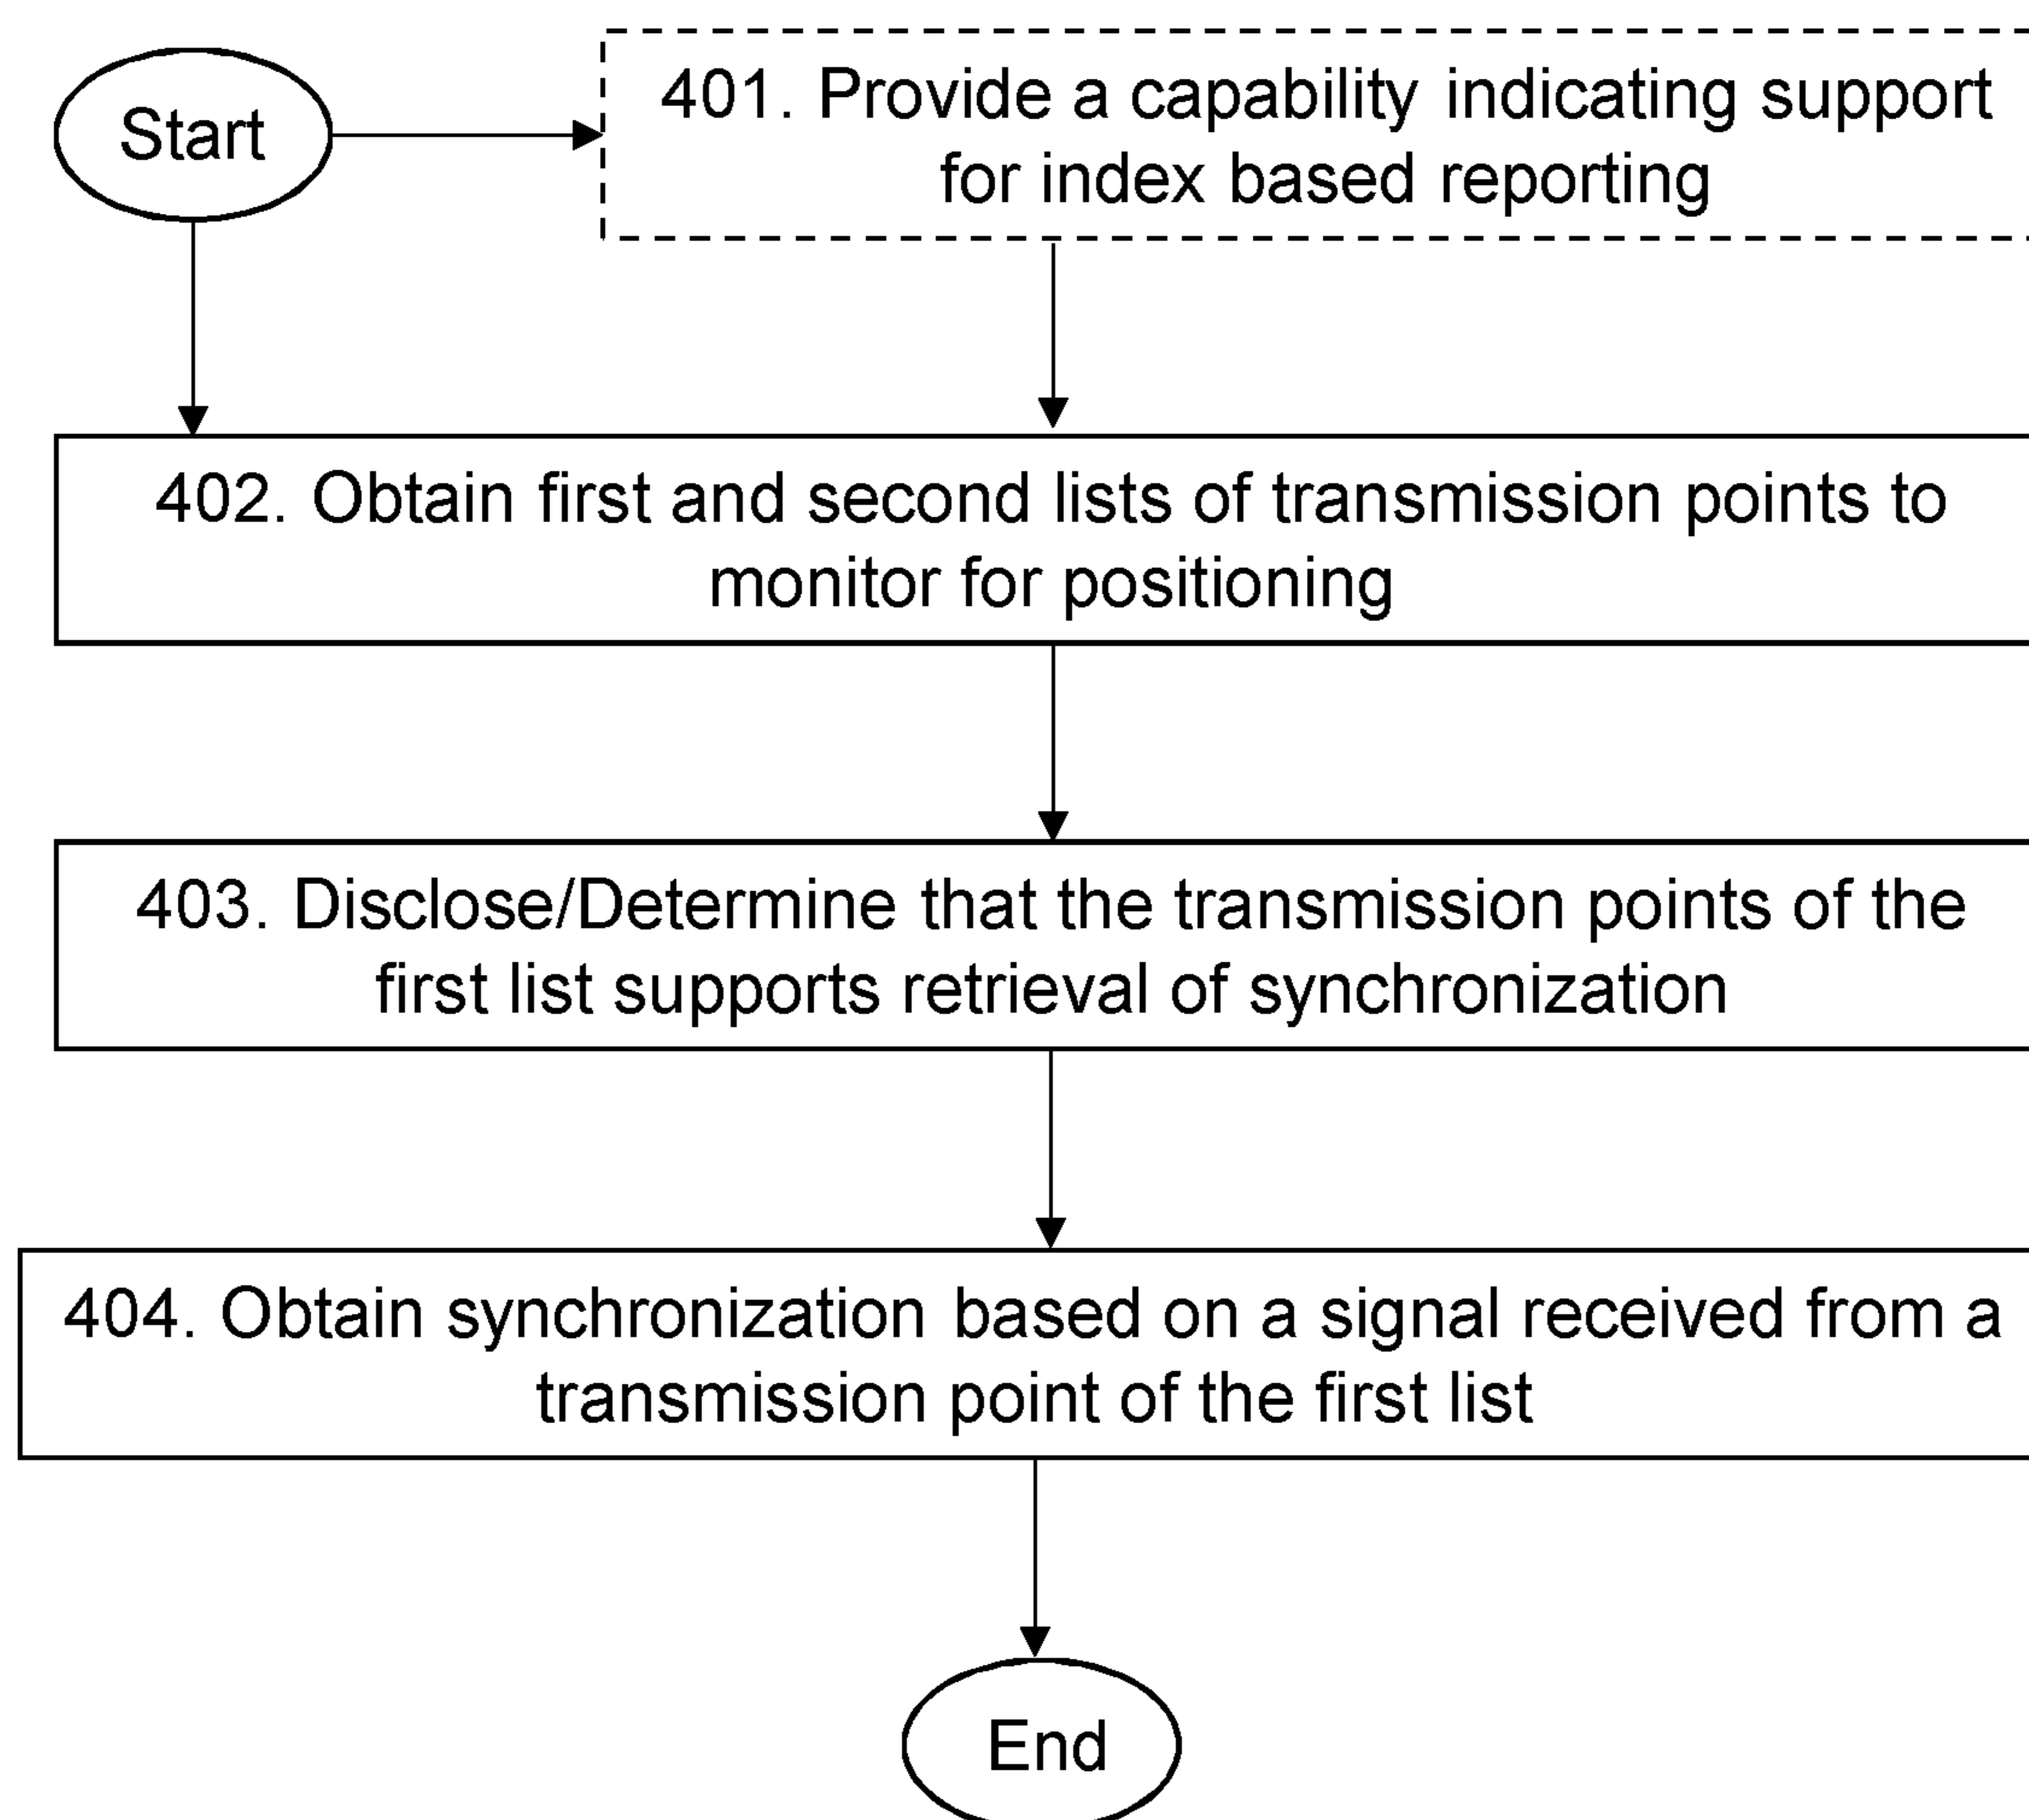 Start
401. Provide a capability indicating support
for index based reporting
402. Obtain first and second lists of transmission points to
monitor for positioning
403. Disclose/Determine that the transmission points of the
first list supports retrieval of synchronization
404. Obtain synchronization based on a signal received from a
transmission point of the first list
End